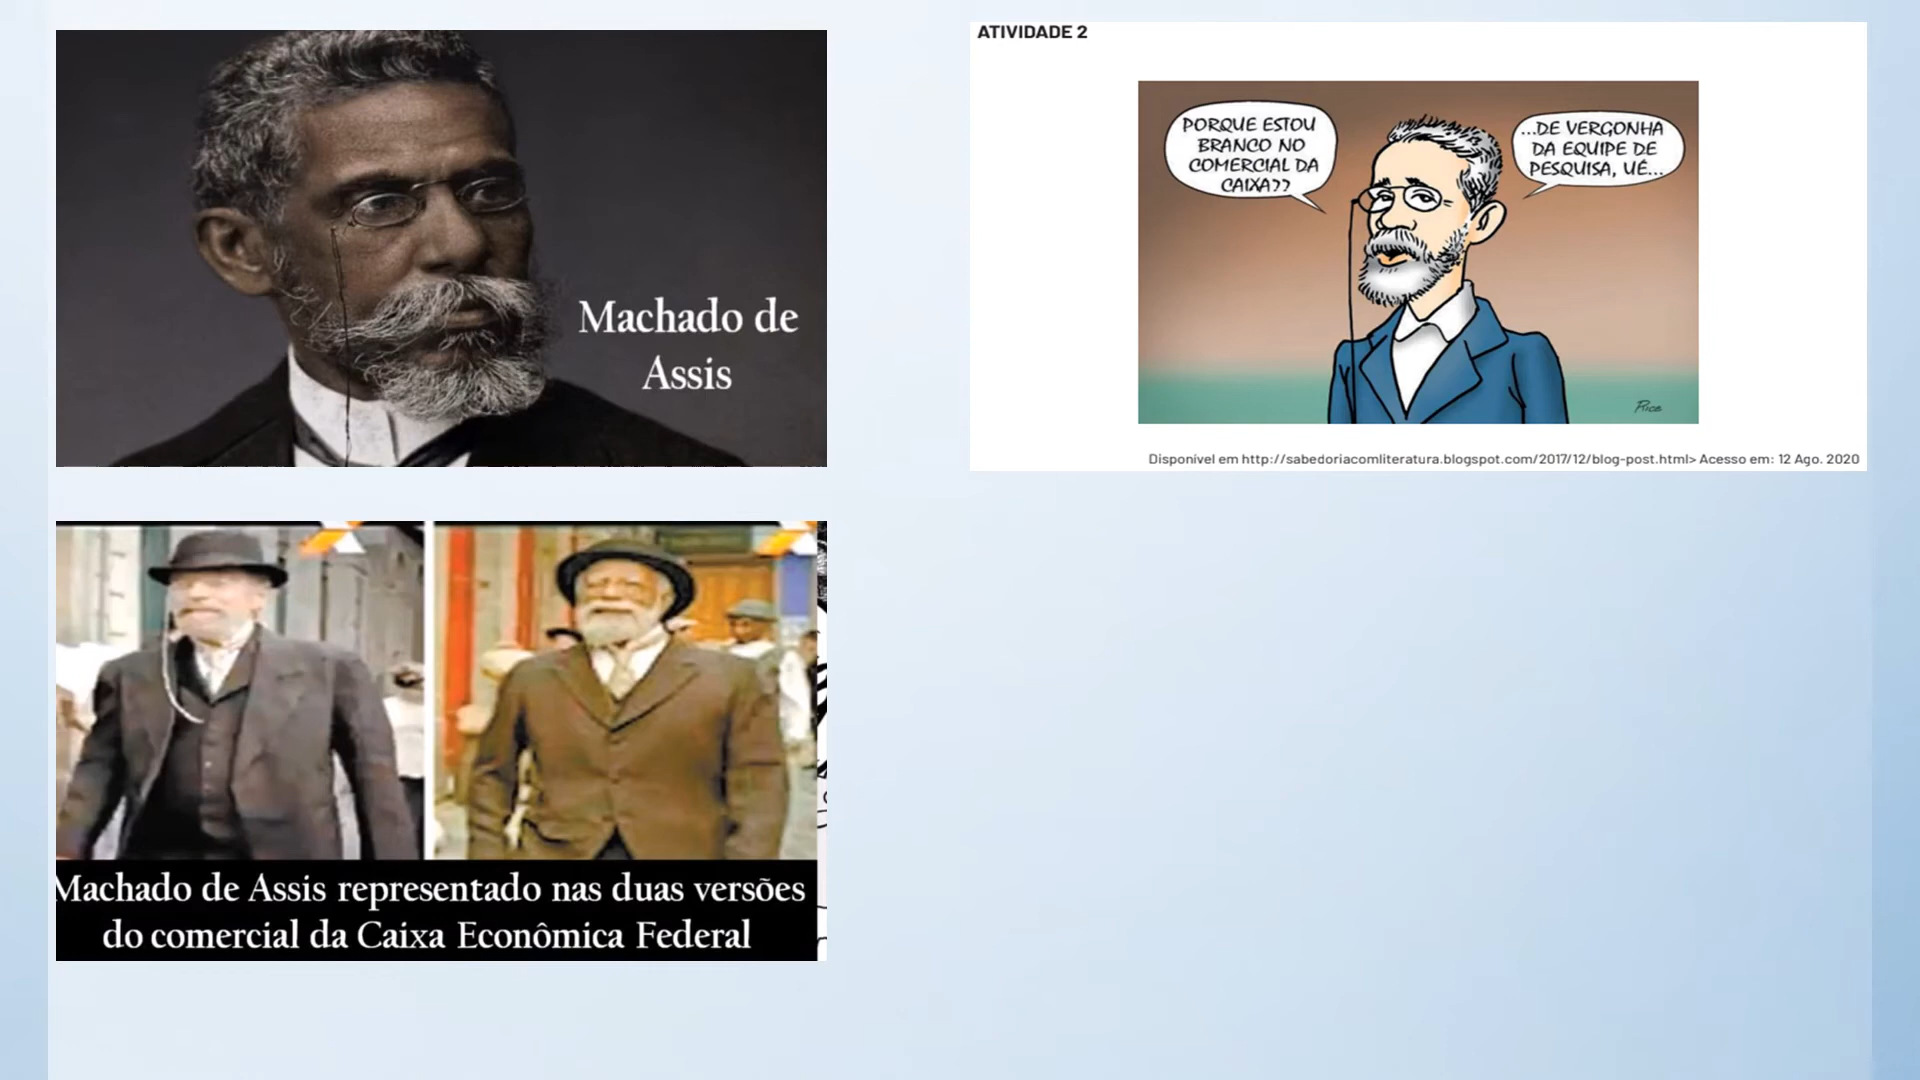 Machado de
Assis
ATIVIDADE 2
PORQUE ESTOU
BRANCO NO
COMERCIAL DA
CAIXA??
...DE VERGONHA
DA EQUIPE DE
PESQUISA, UÉ...
Rice
Disponível em http://sabedoriacomliteratura.blogspot.com/2017/12/blog-post.html> Acesso em: 12 Ago. 2020
Machado de Assis representado nas duas versões
do comercial da Caixa Econômica Federal